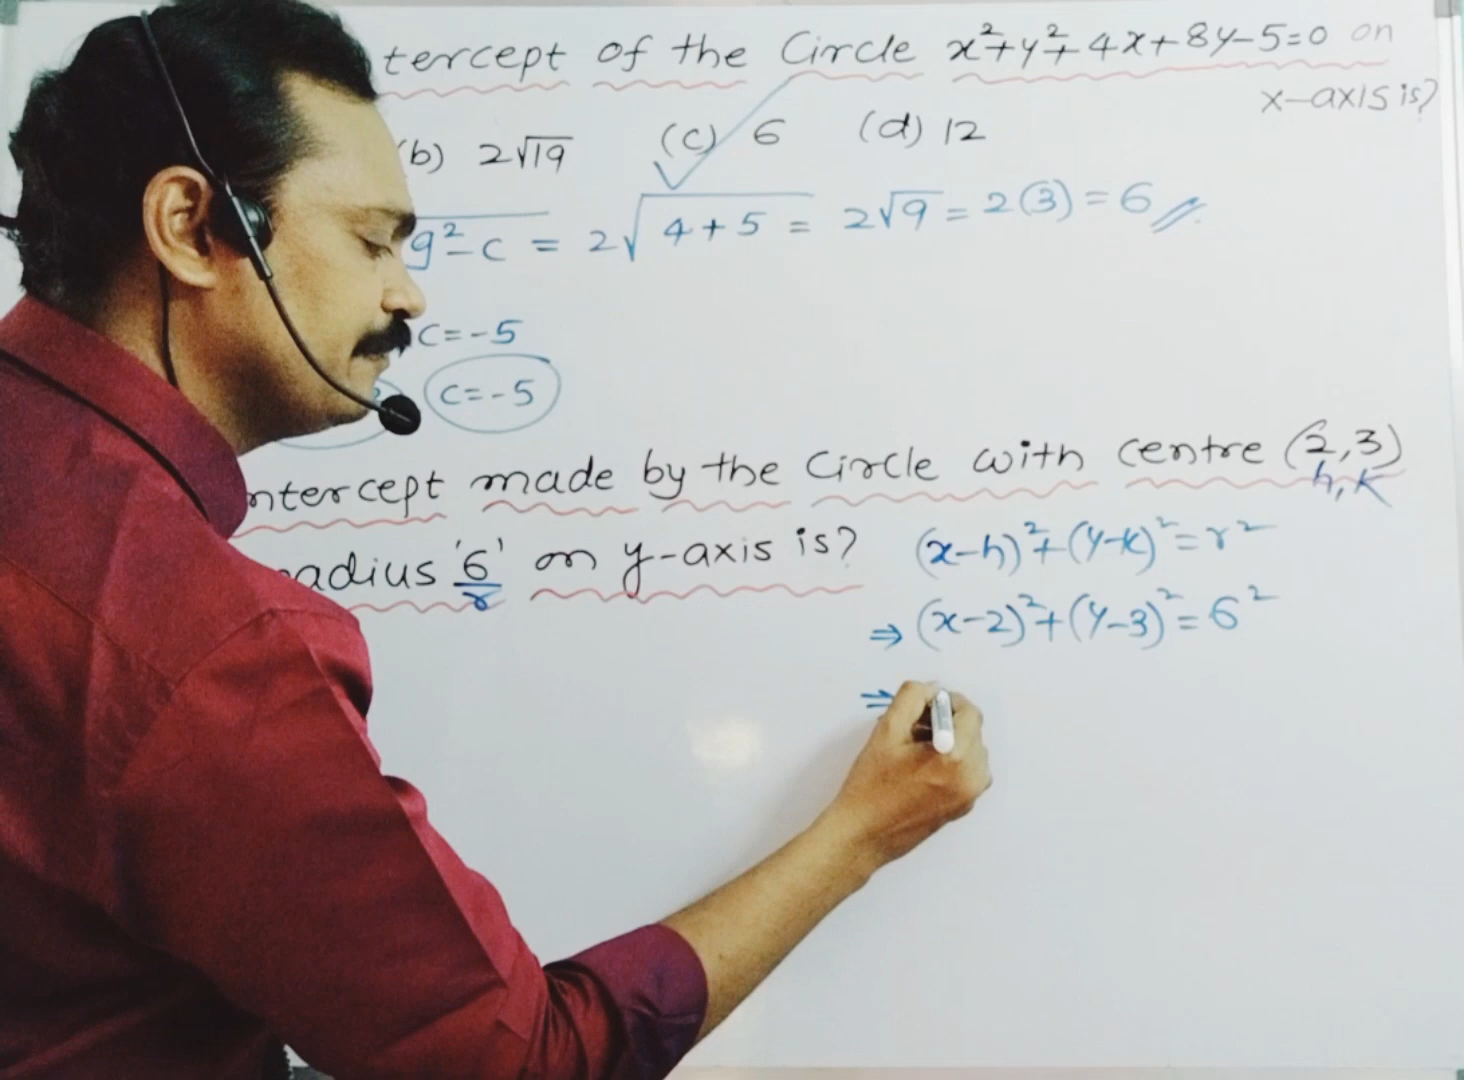 tercept of the Circle x²+y²+4x+8y-5=0 on
x-axis is?
(b) 2√19 (c) 6 (d) 12
g²-c = 2√4+5 = 2√9 = 2(3) = 6
c=-5
2 c=-5
ntercept made by the Circle with centre (2,3)
h, k
adius '6' on y-axis is? (x-h)²+(y-k)²=r²
r
⇒ (x-2)²+(y-3)²=6²
⇒